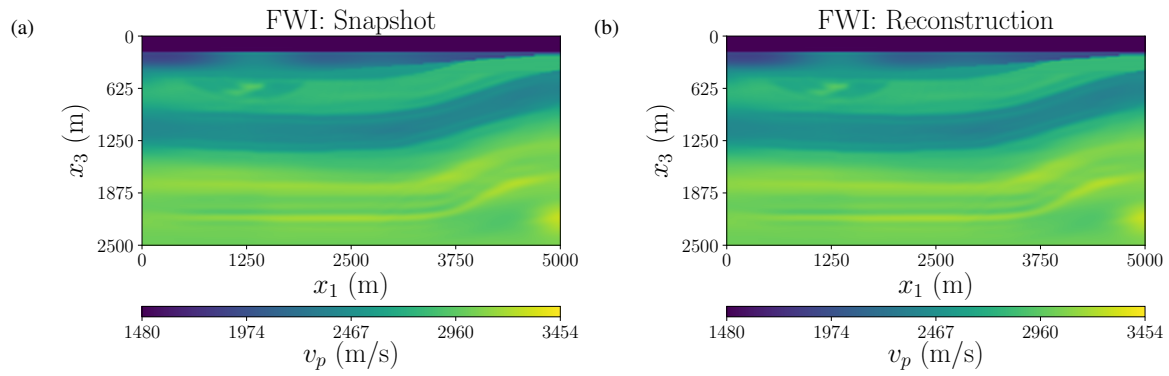 (a)
FWI: Snapshot
0
625
1250
1875
2500
x₃ (m)
0 1250 2500 3750 5000
x₁ (m)
1480 1974 2467 2960 3454
vₚ (m/s)
(b)
FWI: Reconstruction
0
625
1250
1875
2500
x₃ (m)
0 1250 2500 3750 5000
x₁ (m)
1480 1974 2467 2960 3454
vₚ (m/s)